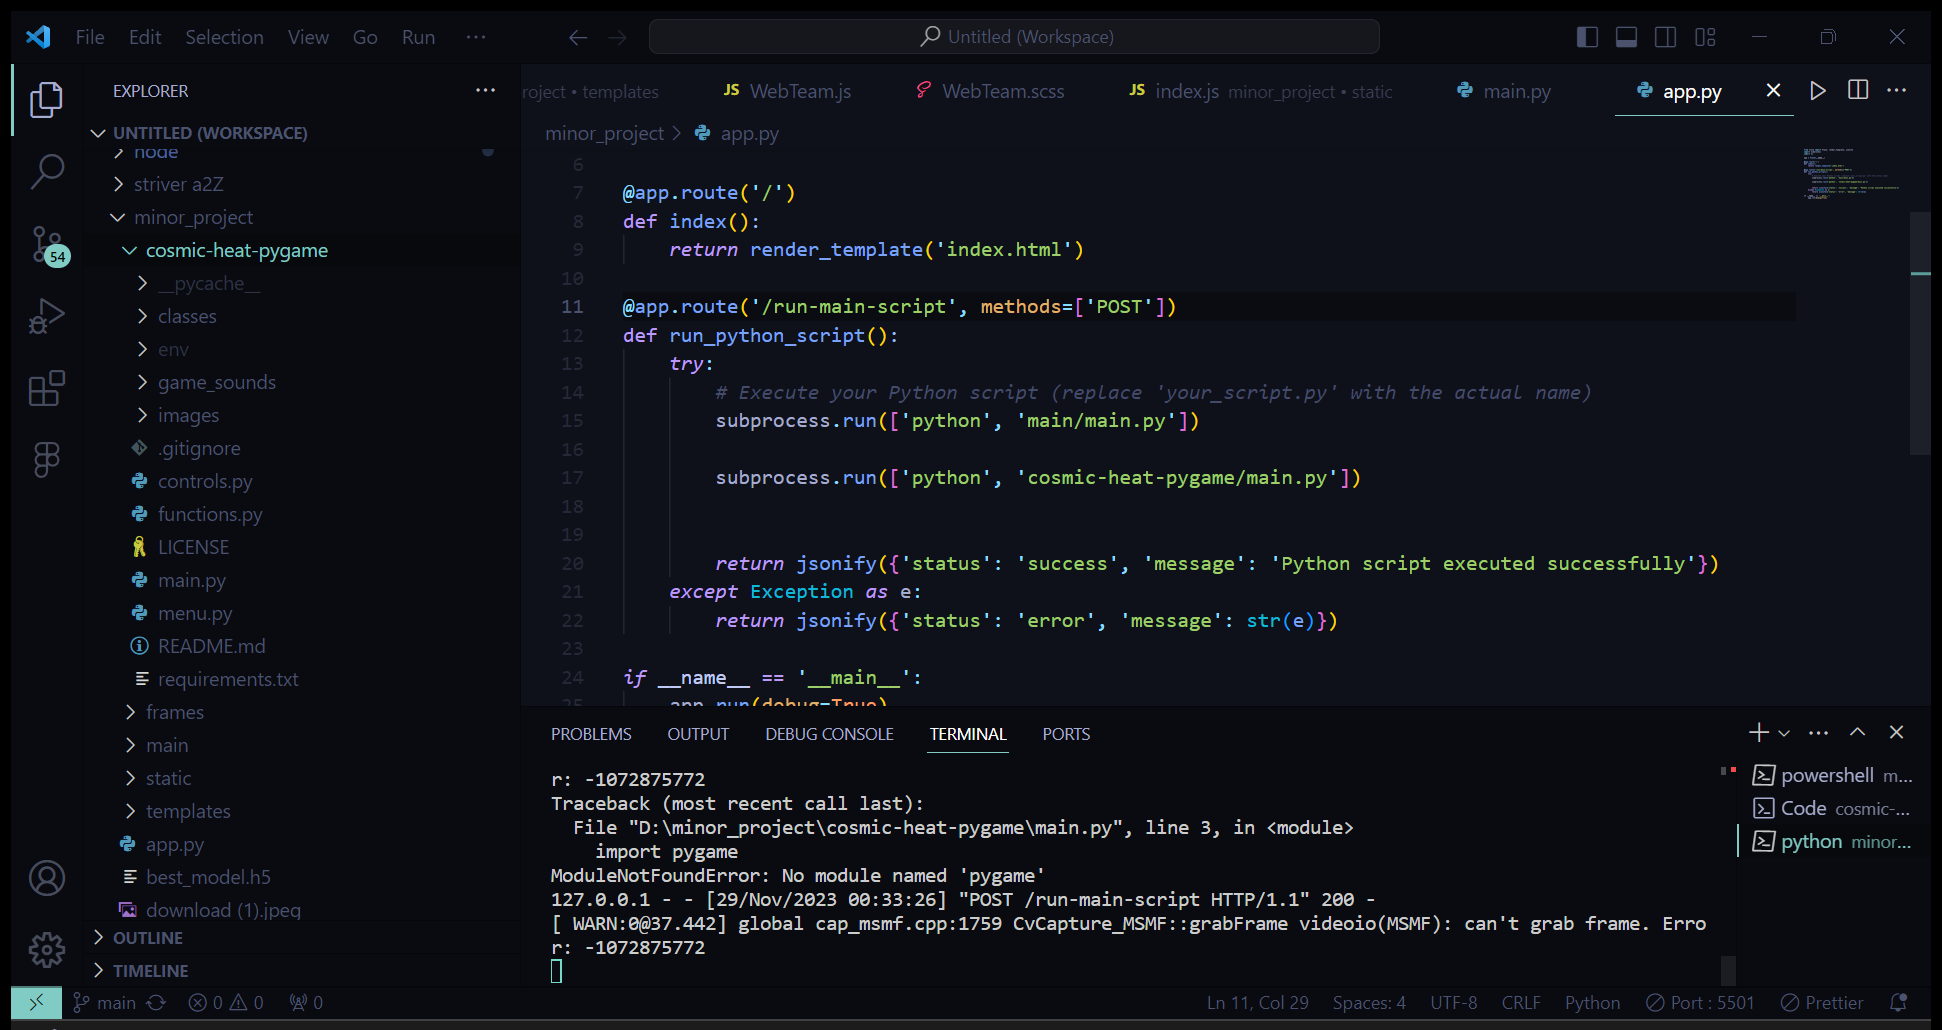 File Edit Selection View Go Run ...
Untitled (Workspace)
EXPLORER
UNTITLED (WORKSPACE)
node
striver a2Z
minor_project
cosmic-heat-pygame
__pycache__
classes
env
game_sounds
images
.gitignore
controls.py
functions.py
LICENSE
main.py
menu.py
README.md
requirements.txt
frames
main
static
templates
app.py
best_model.h5
download (1).jpeg
OUTLINE
TIMELINE
54
roject • templates JS WebTeam.js WebTeam.scss JS index.js minor_project • static main.py app.py
minor_project > app.py
6
7 @app.route('/')
8 def index():
9 return render_template('index.html')
10
11 @app.route('/run-main-script', methods=['POST'])
12 def run_python_script():
13 try:
14 # Execute your Python script (replace 'your_script.py' with the actual name)
15 subprocess.run(['python', 'main/main.py'])
16
17 subprocess.run(['python', 'cosmic-heat-pygame/main.py'])
18
19
20 return jsonify({'status': 'success', 'message': 'Python script executed successfully'})
21 except Exception as e:
22 return jsonify({'status': 'error', 'message': str(e)})
23
24 if __name__ == '__main__':
25 app.run(debug=True)
PROBLEMS OUTPUT DEBUG CONSOLE TERMINAL PORTS
r: -1072875772
Traceback (most recent call last):
File "D:\minor_project\cosmic-heat-pygame\main.py", line 3, in <module>
import pygame
ModuleNotFoundError: No module named 'pygame'
127.0.0.1 - - [29/Nov/2023 00:33:26] "POST /run-main-script HTTP/1.1" 200 -
[ WARN:0@37.442] global cap_msmf.cpp:1759 CvCapture_MSMF::grabFrame videoio(MSMF): can't grab frame. Erro
r: -1072875772
powershell m...
Code cosmic-...
python minor...
main 0 0 0
Ln 11, Col 29 Spaces: 4 UTF-8 CRLF Python Port : 5501 Prettier